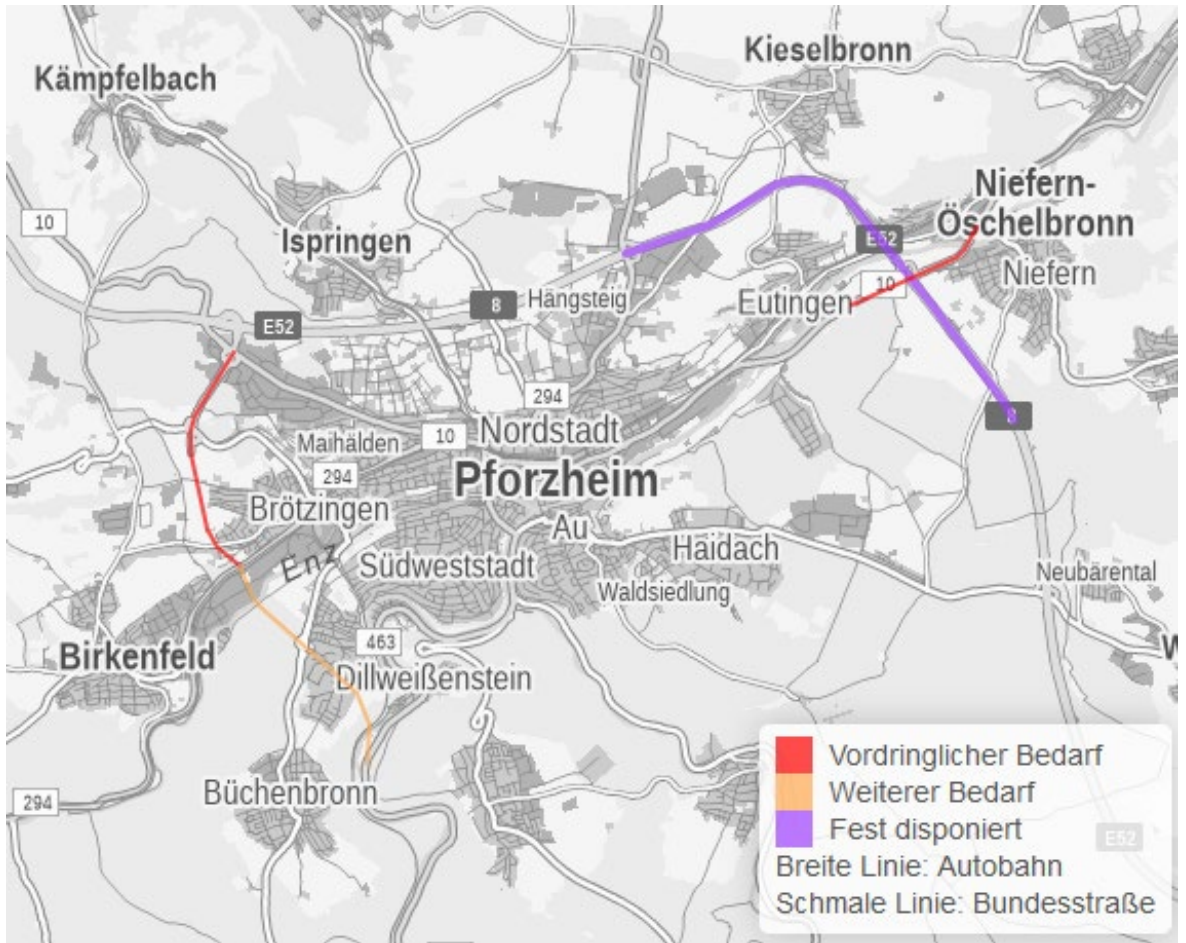 Kieselbronn
Kämpfelbach
Niefern-
Öschelbronn
10
Ispringen
E52
Niefern
10
Hängsteig
Eutingen
8
E52
294
8
Nordstadt
10
Maihälden
294
Pforzheim
Brötzingen
Au
Haidach
Enz
Südweststadt
Neubärental
Waldsiedlung
463
Birkenfeld
W
Dillweißenstein
Büchenbronn
294
E52
Vordringlicher Bedarf
Weiterer Bedarf
Fest disponiert
Breite Linie: Autobahn
Schmale Linie: Bundesstraße